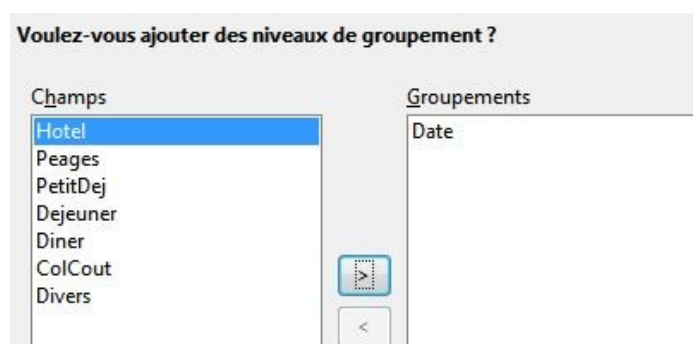 Voulez-vous ajouter des niveaux de groupement ?
Champs
Hotel
Peages
PetitDej
Dejeuner
Diner
ColCout
Divers
>
<
Groupements
Date